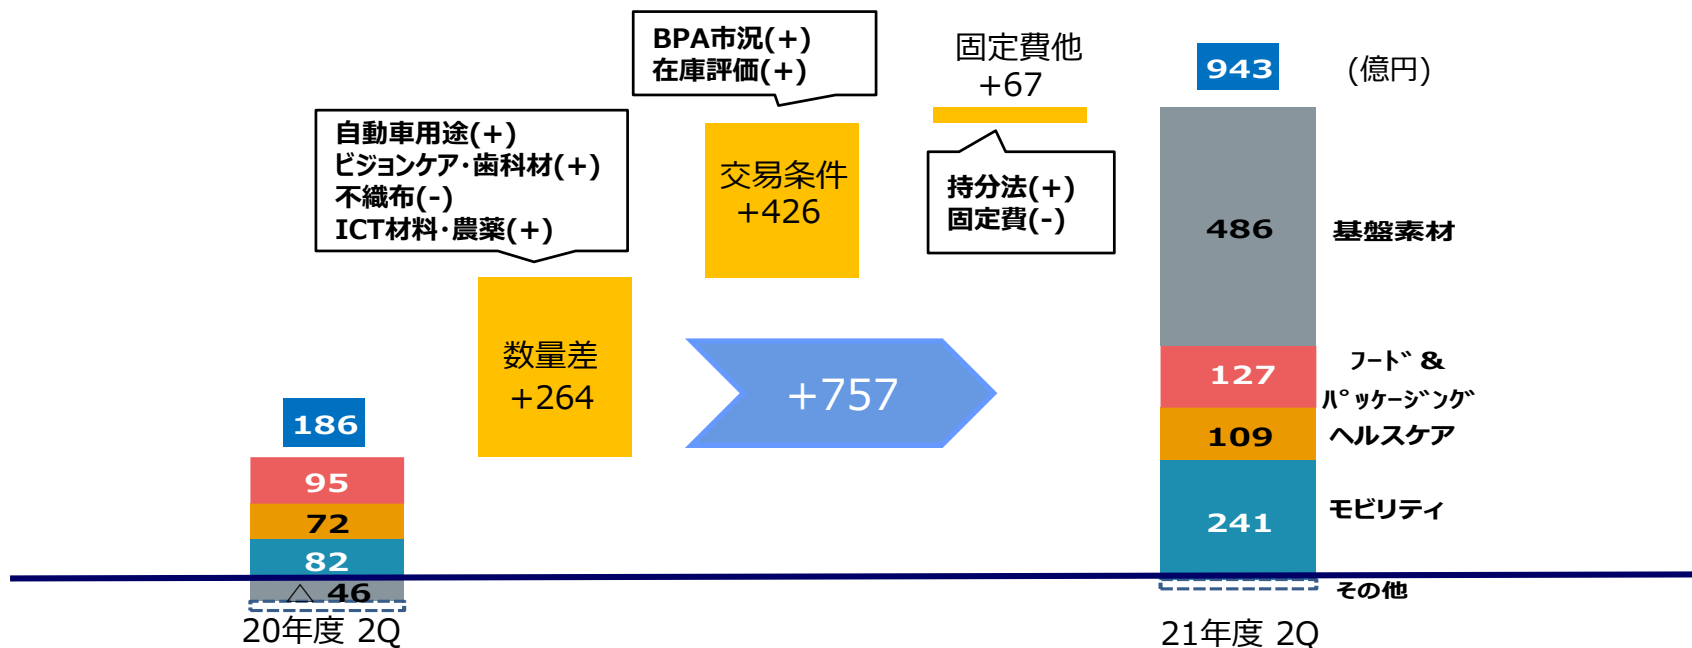 BPA市況(+)
在庫評価(+)
固定費他
+67
943
(億円)
自動車用途(+)
ビジョンケア・歯科材(+)
不織布(-)
ICT材料・農薬(+)
交易条件
+426
持分法(+)
固定費(-)
486
基盤素材
数量差
+264
+757
127
ﾌｰﾄﾞ &
ﾊﾟｯｹｰｼﾞﾝｸﾞ
109
ヘルスケア
241
モビリティ
186
95
72
82
△ 46
その他
20年度 2Q
21年度 2Q